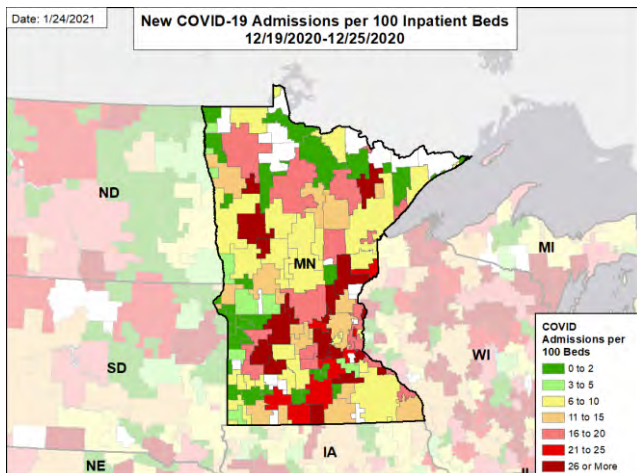 Date: 1/24/2021
New COVID-19 Admissions per 100 Inpatient Beds
12/19/2020-12/25/2020
ND
MN
MI
SD
WI
IA
NE
COVID
Admissions per
100 Beds
0 to 2
3 to 5
6 to 10
11 to 15
16 to 20
21 to 25
26 or More